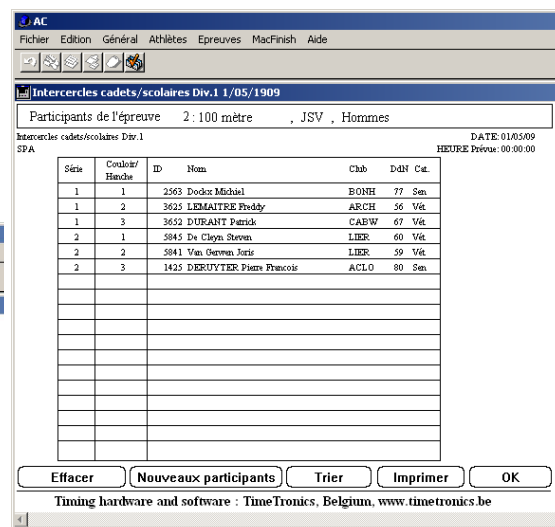 AC
Fichier Edition Général Athlètes Epreuves MacFinish Aide
Intercercles cadets/scolaires Div.1 1/05/1909
Participants de l'épreuve 2 : 100 mètre , JSV , Hommes
Intercercles cadets/scolaires Div.1 DATE: 01/05/09
SPA HEURE Prévue: 00:00:00
Série Couloir/ Hanche ID Nom Club DdN Cat.
1 1 2563 Dockx Michiel BONH 77 Sen
1 2 3625 LEMAITRE Freddy ARCH 56 Vét
1 3 3652 DURANT Patrick CABW 67 Vét
2 1 5845 De Cleyn Steven LIER 60 Vét
2 2 5841 Van Gerwen Joris LIER 59 Vét
2 3 1425 DERUYTER Pierre Francois ACLO 80 Sen
Effacer Nouveaux participants Trier Imprimer OK
Timing hardware and software : TimeTronics, Belgium, www.timetronics.be